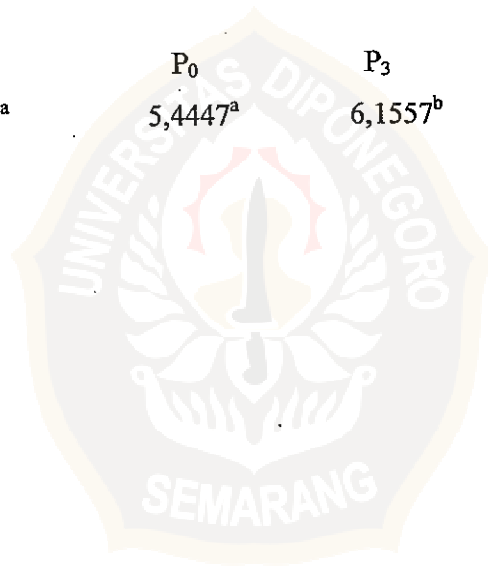 P₀ P₃
ᵃ 5,4447ᵃ 6,1557ᵇ
UNIVERSITAS DIPONEGORO
SEMARANG